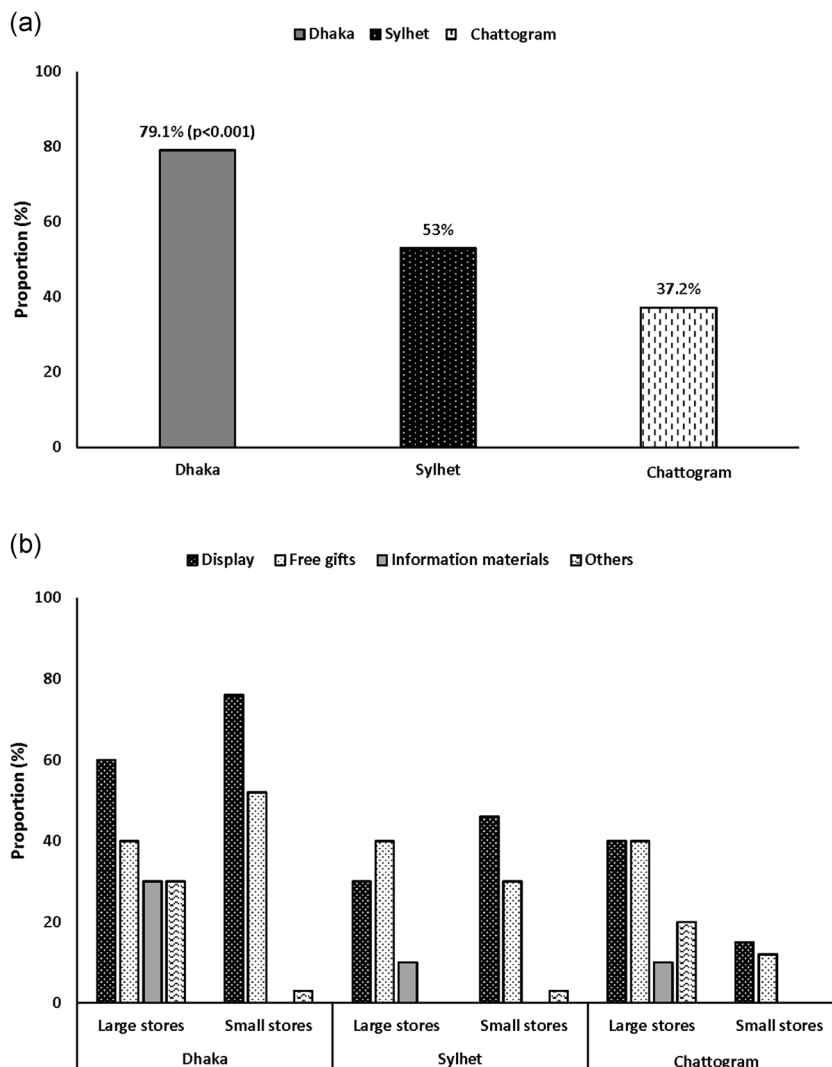 (a)
Dhaka Sylhet Chattogram
100
79.1% (p<0.001)
80
60
53%
40
37.2%
20
0
Proportion (%)
Dhaka Sylhet Chattogram
(b)
Display Free gifts Information materials Others
100
80
60
40
20
0
Proportion (%)
Large stores Small stores Large stores Small stores Large stores Small stores
Dhaka Sylhet Chattogram